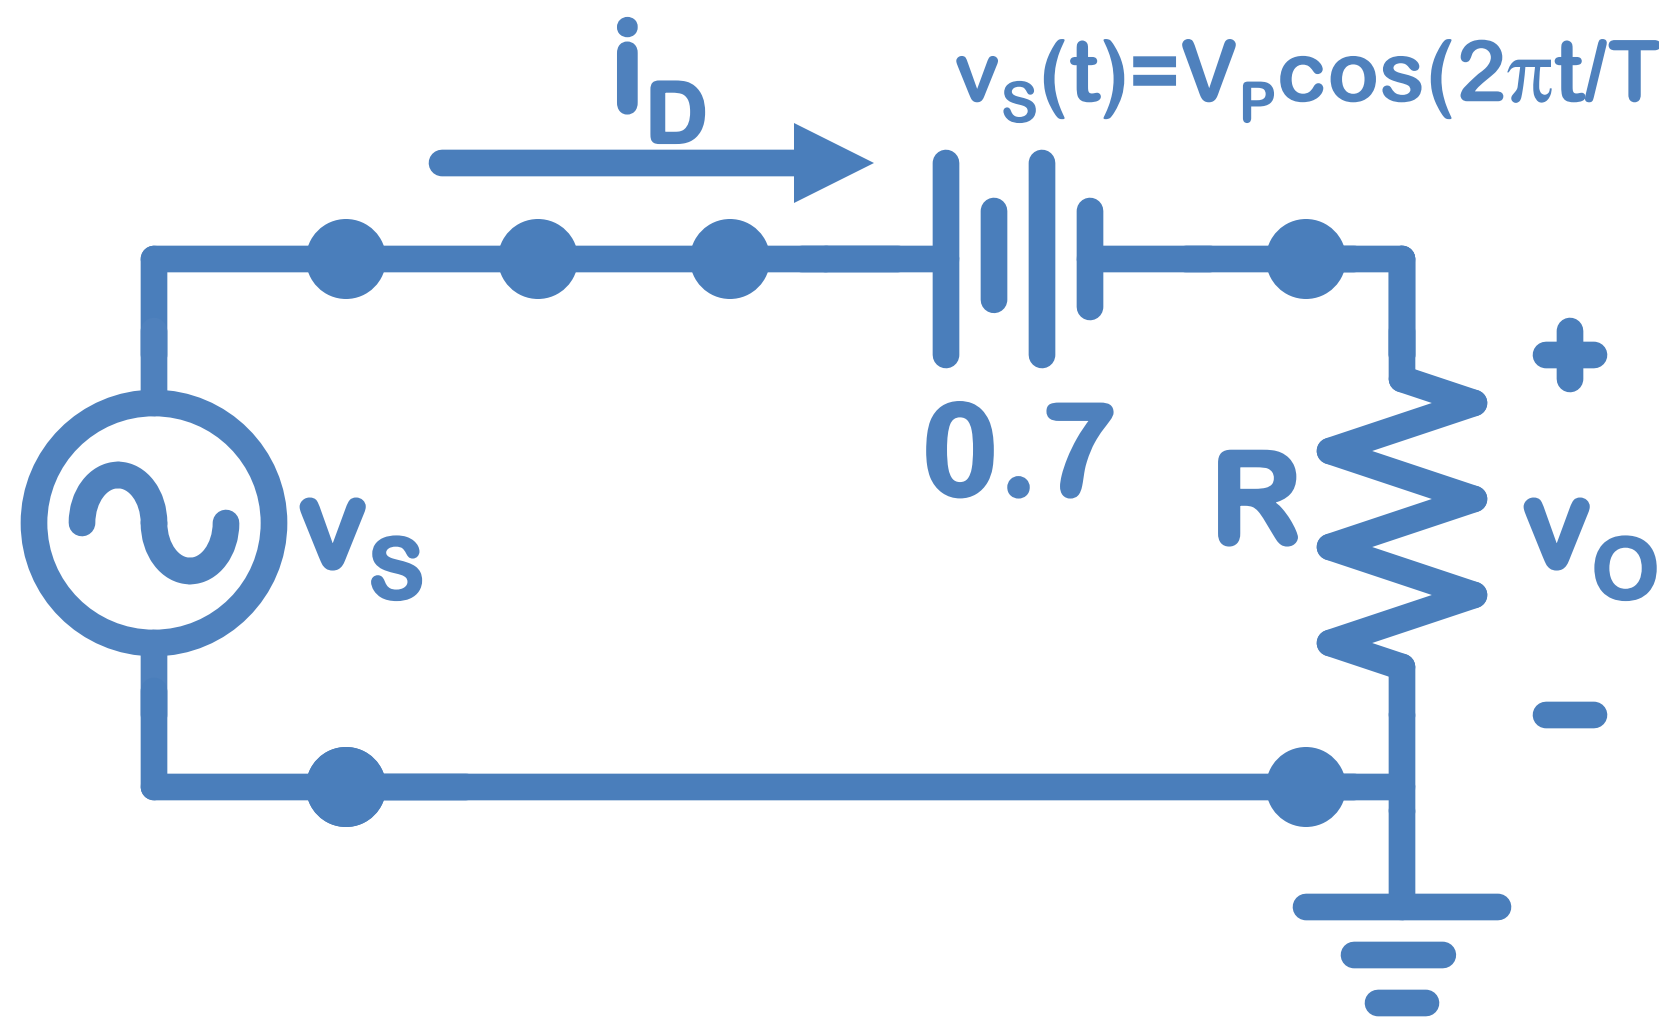 iD
vS(t)=VPcos(2πt/T
0.7
R
vS
+
vO
-